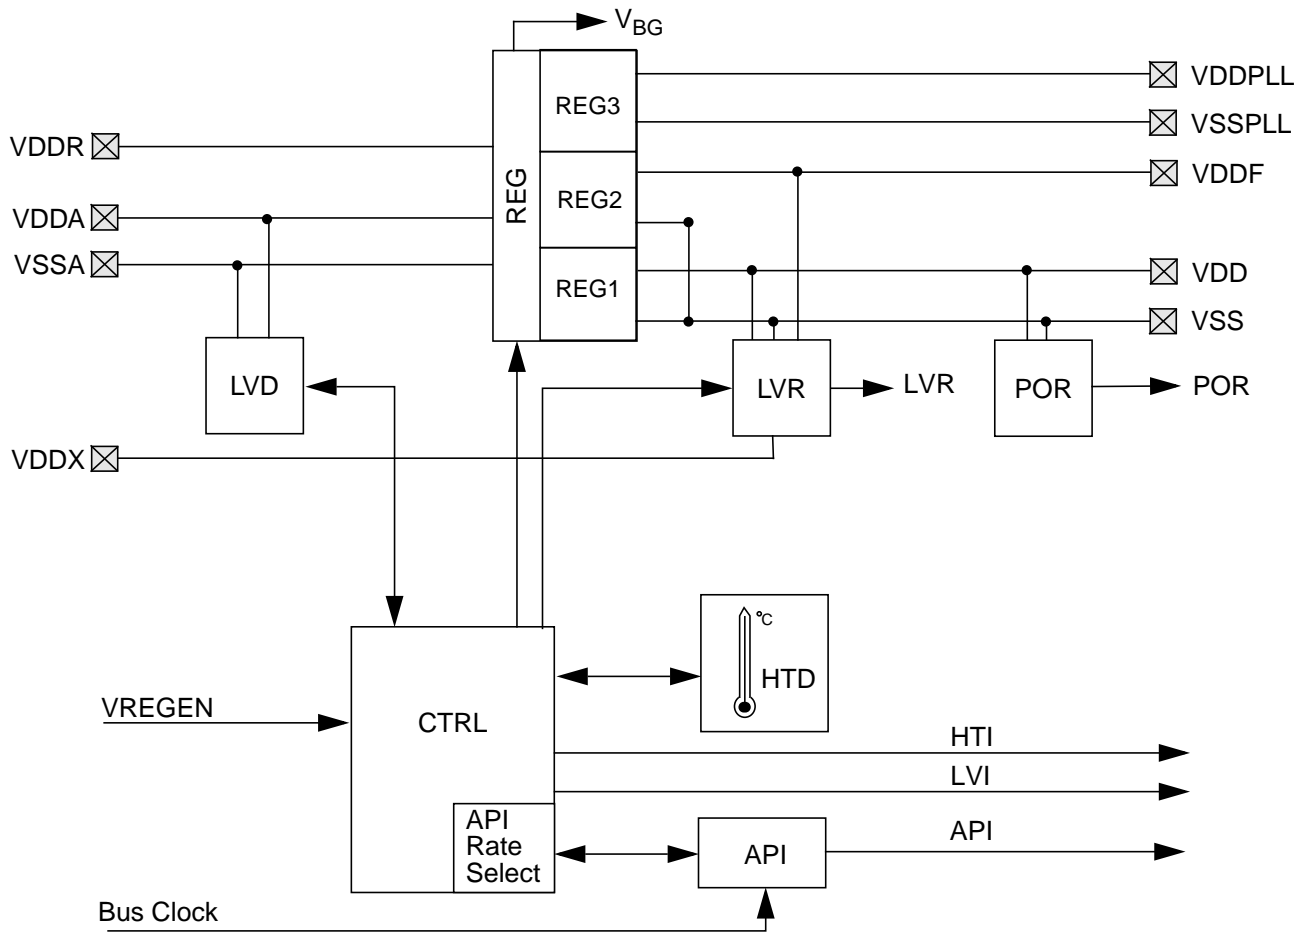 VBG
VDDPLL
REG3
VSSPLL
VDDR
VDDF
REG
REG2
VDDA
VSSA
VDD
REG1
VSS
LVD
LVR
LVR
POR
POR
VDDX
°C
HTD
VREGEN
CTRL
HTI
LVI
API
Rate
Select
API
API
Bus Clock